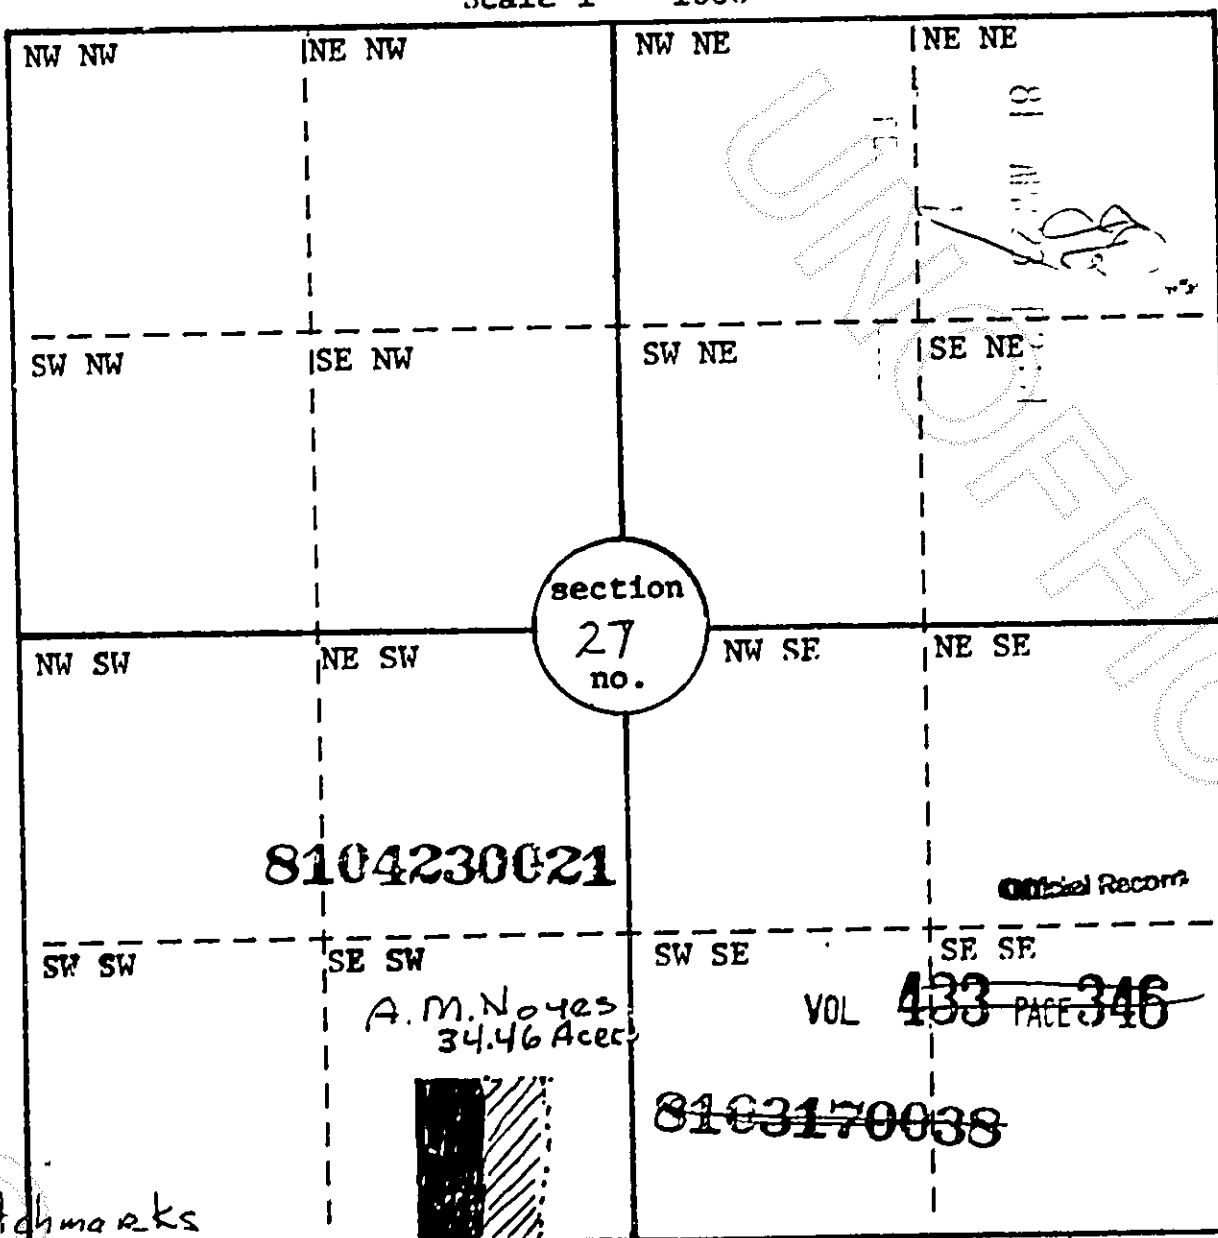 NW NW NE NW NW NE NE NE
SW NW SE NW SW NE SE NE
section
27
no.
NW SW NE SW NW SE NE SE
8104230021
Official Record
SW SW SE SW SW SE SE SE
A.M. Noyes
34.46 Acer
VOL 433 PAGE 346
8103170038
UNOFFIC